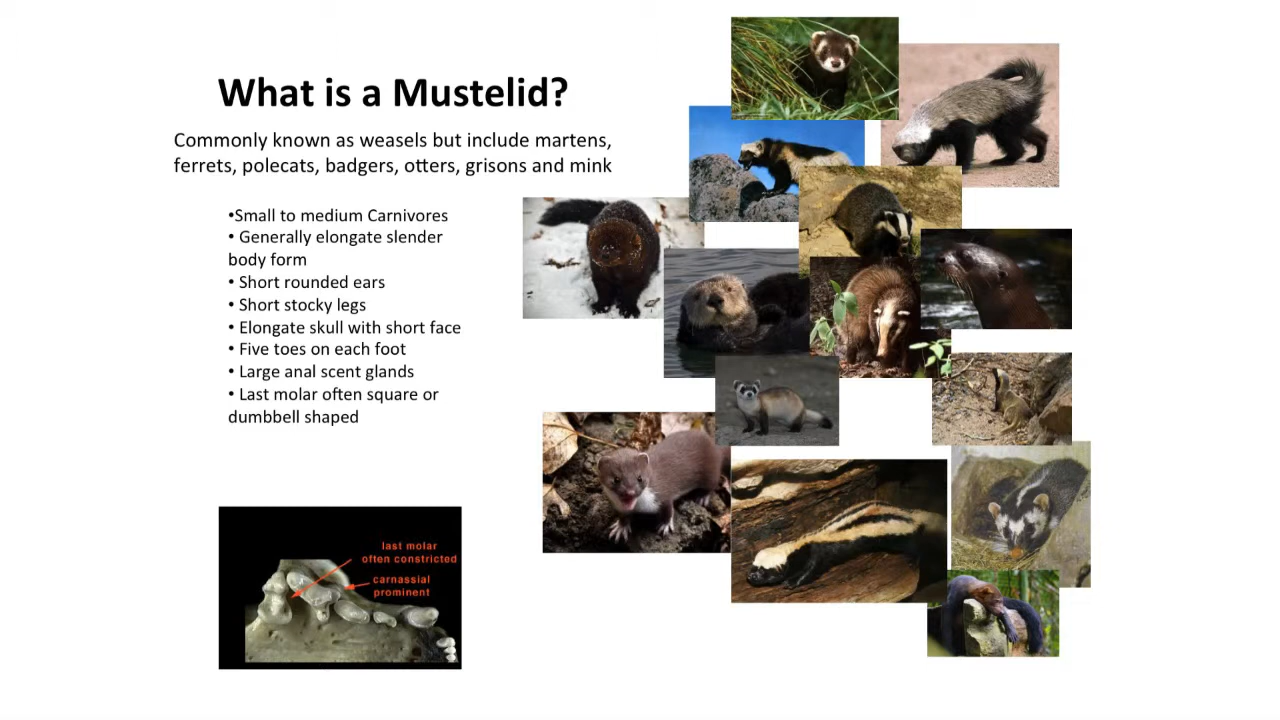 What is a Mustelid?
Commonly known as weasels but include martens,
ferrets, polecats, badgers, otters, grisons and mink
•Small to medium Carnivores
• Generally elongate slender
body form
• Short rounded ears
• Short stocky legs
• Elongate skull with short face
• Five toes on each foot
• Large anal scent glands
• Last molar often square or
dumbbell shaped
last molar
often constricted
carnassial
prominent